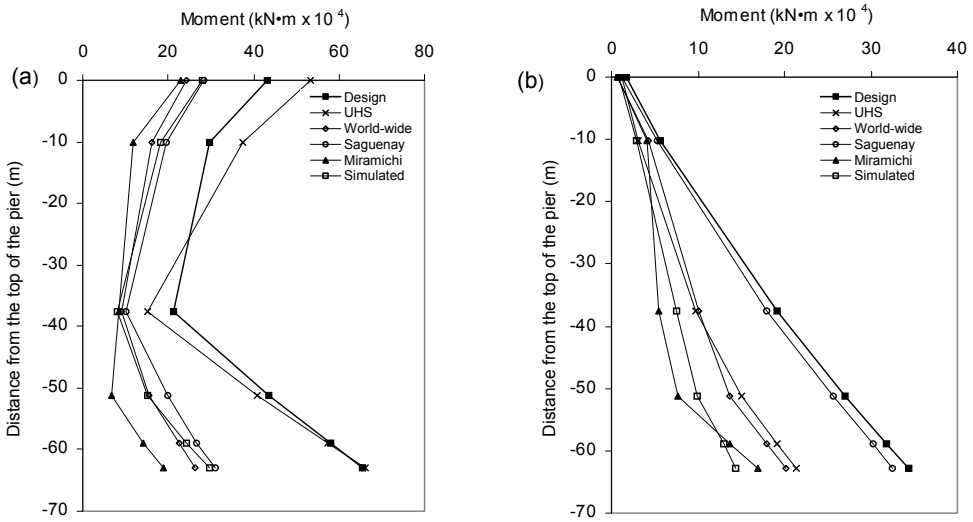 Moment (kN•m x 10 4)
0 20 40 60 80
(a)
0
-10
-20
-30
-40
-50
-60
-70
Distance from the top of the pier (m)
Design
UHS
World-wide
Saguenay
Miramichi
Simulated
Moment (kN•m x 10 4)
0 10 20 30 40
(b)
0
-10
-20
-30
-40
-50
-60
-70
Distance from the top of the pier (m)
Design
UHS
World-wide
Saguenay
Miramichi
Simulated